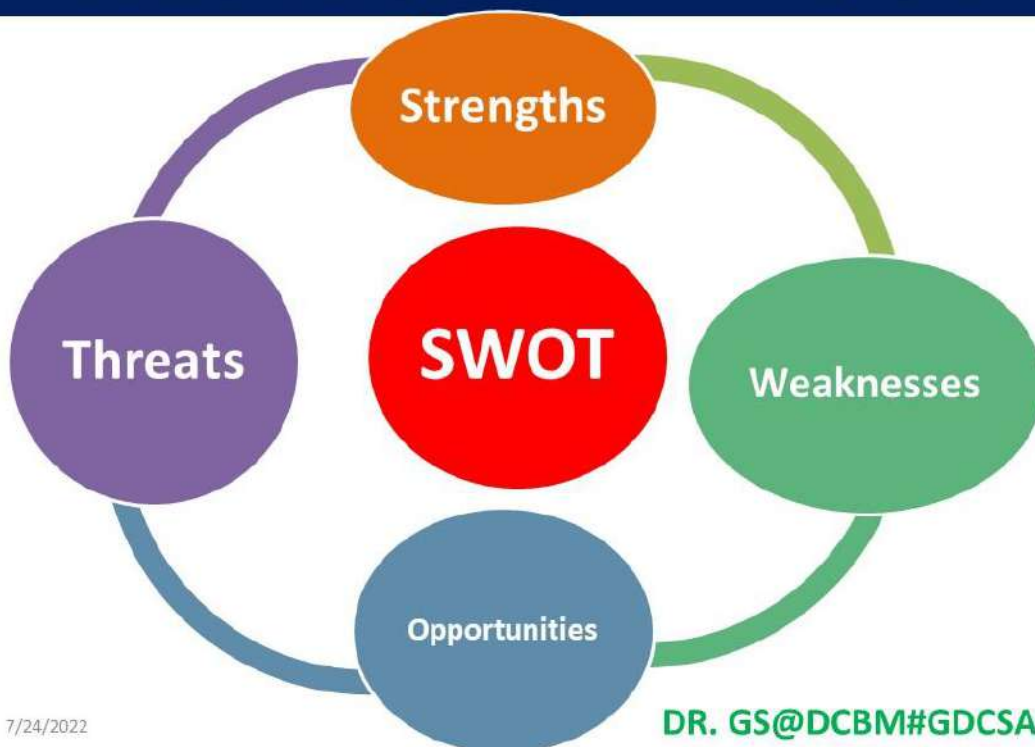 Strengths
Threats
SWOT
Weaknesses
Opportunities
7/24/2022
DR. GS@DCBM#GDCSA